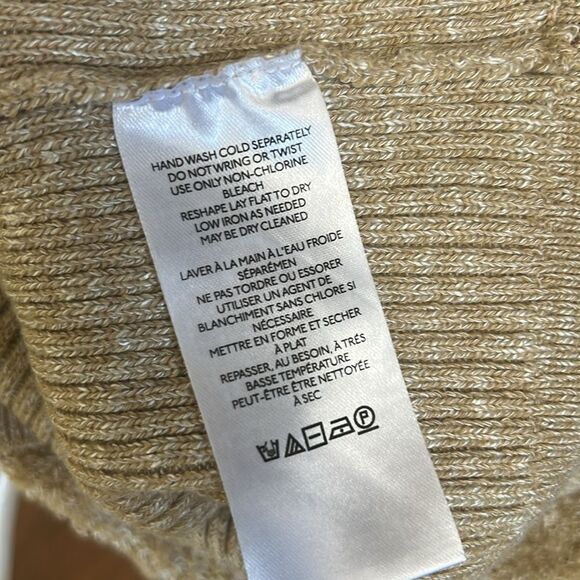 HAND WASH COLD SEPARATELY
DO NOT WRING OR TWIST
USE ONLY NON-CHLORINE
BLEACH
RESHAPE LAY FLAT TO DRY
LOW IRON AS NEEDED
MAY BE DRY CLEANED
LAVER À LA MAIN À L'EAU FROIDE
SÉPARÉMEN
NE PAS TORDRE OU ESSORER
UTILISER UN AGENT DE
BLANCHIMENT SANS CHLORE.SI
NÉCESSAIRE
METTRE EN FORME ET SECHER
À PLAT
REPASSER, AU BESOIN, À TRÉS
BASSE TEMPÉRATURE
PEUT-ÊTRE ÊTRE NETTOYÉE
À SEC
P